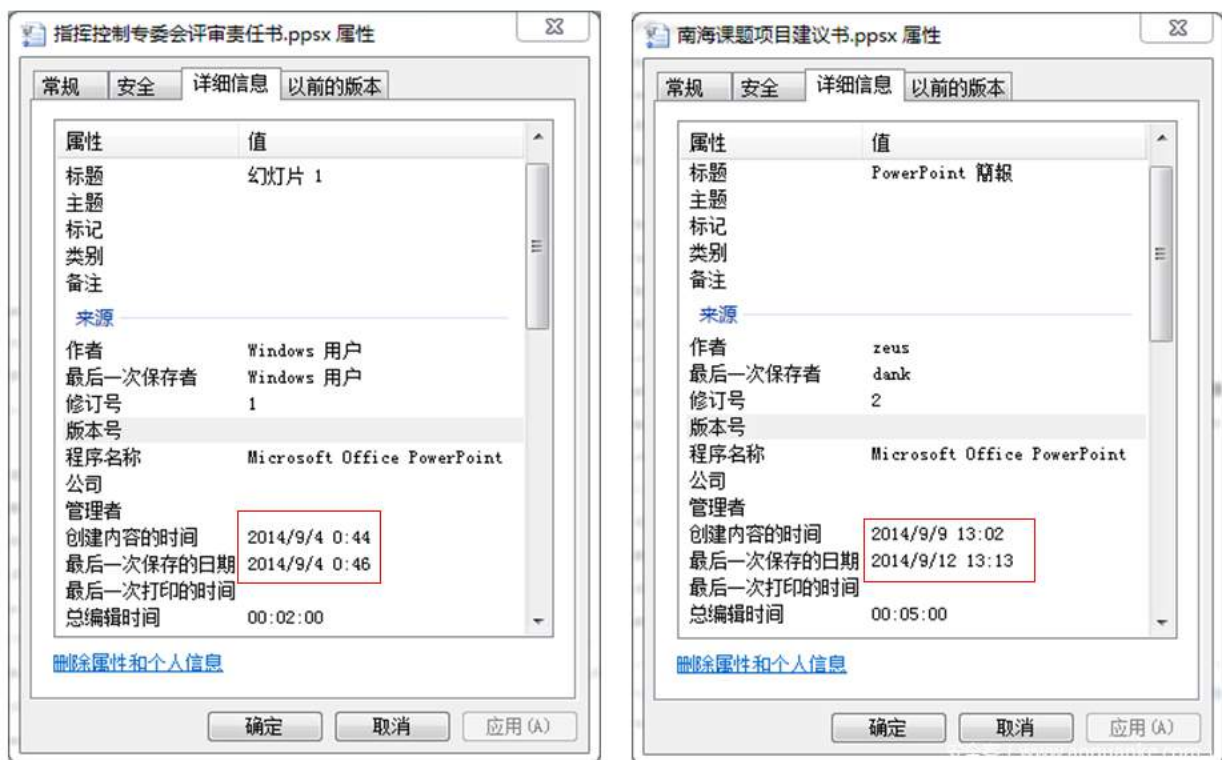 指挥控制专委会评审责任书.ppsx 属性
常规 安全 详细信息 以前的版本
属性 值
标题 幻灯片 1
主题
标记
类别
备注
来源
作者 Windows 用户
最后一次保存者 Windows 用户
修订号 1
版本号
程序名称 Microsoft Office PowerPoint
公司
管理者
创建内容的时间 2014/9/4 0:44
最后一次保存的日期 2014/9/4 0:46
最后一次打印的时间
总编辑时间 00:02:00
删除属性和个人信息
确定 取消 应用(A)
南海课题项目建议书.ppsx 属性
常规 安全 详细信息 以前的版本
属性 值
标题 PowerPoint 簡報
主题
标记
类别
备注
来源
作者 zeus
最后一次保存者 dank
修订号 2
版本号
程序名称 Microsoft Office PowerPoint
公司
管理者
创建内容的时间 2014/9/9 13:02
最后一次保存的日期 2014/9/12 13:13
最后一次打印的时间
总编辑时间 00:05:00
删除属性和个人信息
确定 取消 应用(A)